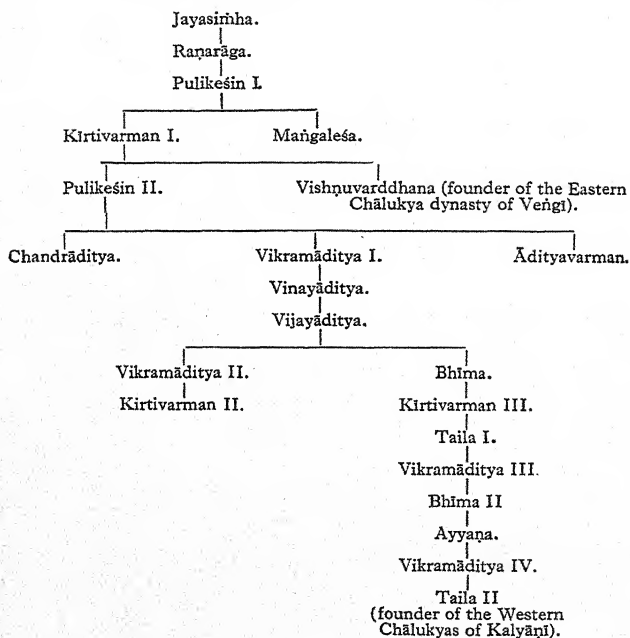 Jayasiṁha.
Raṇarāga.
Pulikeśin I.
Kīrtivarman I. Maṅgaleśa.
Pulikeśin II. Vishṇuvarddhana (founder of the Eastern
Chālukya dynasty of Veṅgī).
Chandrāditya. Vikramāditya I. Ādityavarman.
Vinayāditya.
Vijayāditya.
Vikramāditya II. Bhīma.
Kirtivarman II. Kīrtivarman III.
Taila I.
Vikramāditya III.
Bhīma II
Ayyaṇa.
Vikramāditya IV.
Taila II
(founder of the Western
Chālukyas of Kalyāṇī).